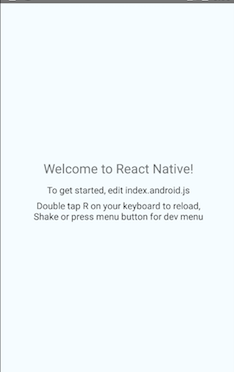 Welcome to React Native!
To get started, edit index.android.js
Double tap R on your keyboard to reload,
Shake or press menu button for dev menu